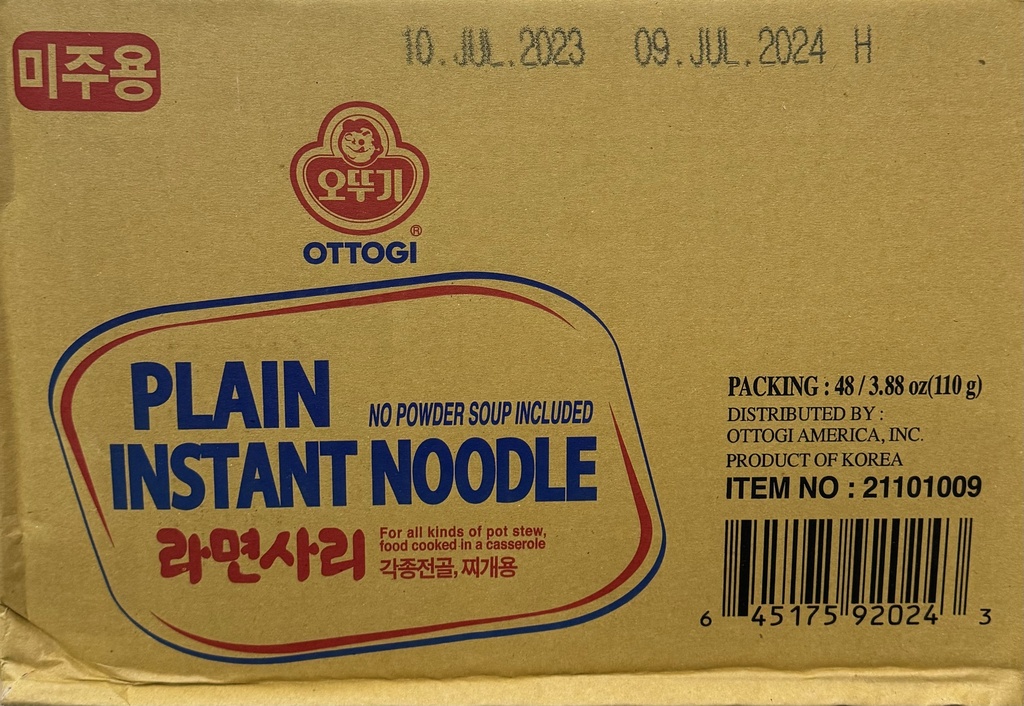 미주용
10.JUL.2023 09.JUL.2024 H
오뚜기
®
OTTOGI
PLAIN
NO POWDER SOUP INCLUDED
INSTANT NOODLE
라면사리
For all kinds of pot stew,
food cooked in a casserole
각종전골, 찌개용
PACKING : 48 / 3.88 oz(110 g)
DISTRIBUTED BY :
OTTOGI AMERICA, INC.
PRODUCT OF KOREA
ITEM NO : 21101009
6 45175 92024 3